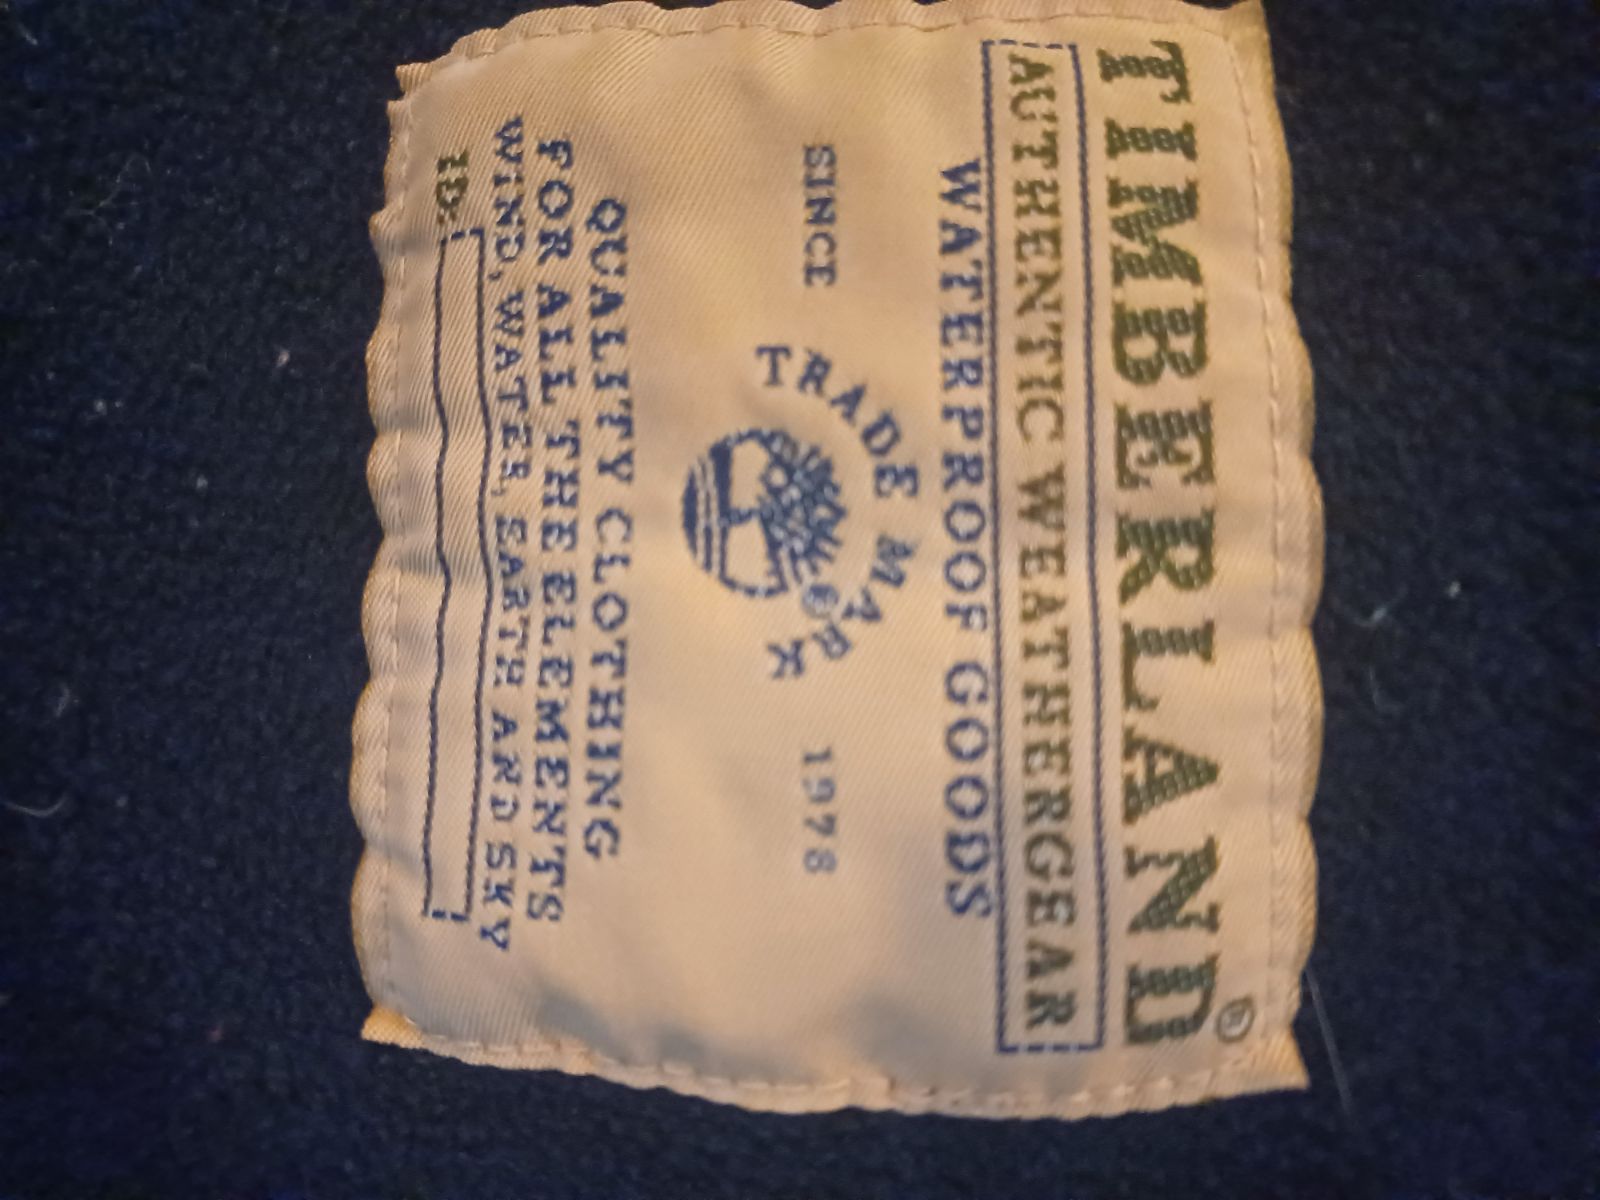 TIMBERLAND®
AUTHENTIC WEATHERGEAR
WATERPROOF GOODS
TRADE MARK
SINCE ® 1978
QUALITY CLOTHING
FOR ALL THE ELEMENTS
WIND, WATER, EARTH AND SKY
ID: